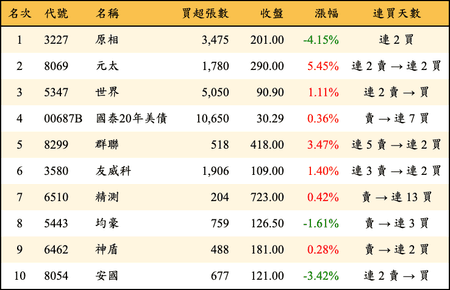 名次 代號 名稱 買超張數 收盤 漲幅 連買天數
1 3227 原相 3,475 201.00 -4.15% 連 2 買
2 8069 元太 1,780 290.00 5.45% 連 2 賣 → 連 2 買
3 5347 世界 5,050 90.90 1.11% 連 2 賣 → 買
4 00687B 國泰20年美債 10,650 30.29 0.36% 賣 → 連 7 買
5 8299 群聯 518 418.00 3.47% 連 5 賣 → 連 2 買
6 3580 友威科 1,906 109.00 1.40% 連 3 賣 → 連 2 買
7 6510 精測 204 723.00 0.42% 賣 → 連 13 買
8 5443 均豪 759 126.50 -1.61% 賣 → 連 3 買
9 6462 神盾 488 181.00 0.28% 賣 → 連 2 買
10 8054 安國 677 121.00 -3.42% 連 2 賣 → 買